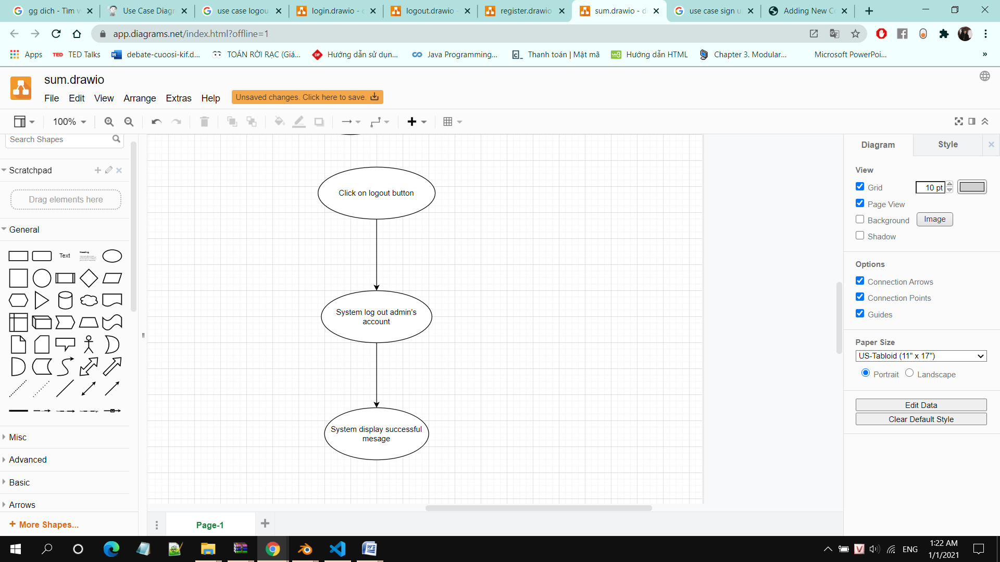 gg dich - Tìm v
Use Case Diagr
use case logou
login.drawio -
logout.drawio -
register.drawio
sum.drawio - d
use case sign u
Adding New C
app.diagrams.net/index.html?offline=1
Apps
TED TED Talks
debate-cuoosi-kif.d...
TOÁN RỜI RẠC (Giá...
Hướng dẫn sử dụn...
Java Programming...
Thanh toán | Mật mã
Hướng dẫn HTML
Chapter 3. Modular...
Microsoft PowerPoi...
»
sum.drawio
File Edit View Arrange Extras Help
Unsaved changes. Click here to save.
100%
Search Shapes
Scratchpad
Drag elements here
General
Text
Heading
Misc
Advanced
Basic
Arrows
+ More Shapes...
Click on logout button
System log out admin's
account
System display successful
mesage
Page-1
Diagram
Style
View
Grid
10 pt
Page View
Background
Image
Shadow
Options
Connection Arrows
Connection Points
Guides
Paper Size
US-Tabloid (11" x 17")
Portrait
Landscape
Edit Data
Clear Default Style
ENG
1:22 AM
1/1/2021